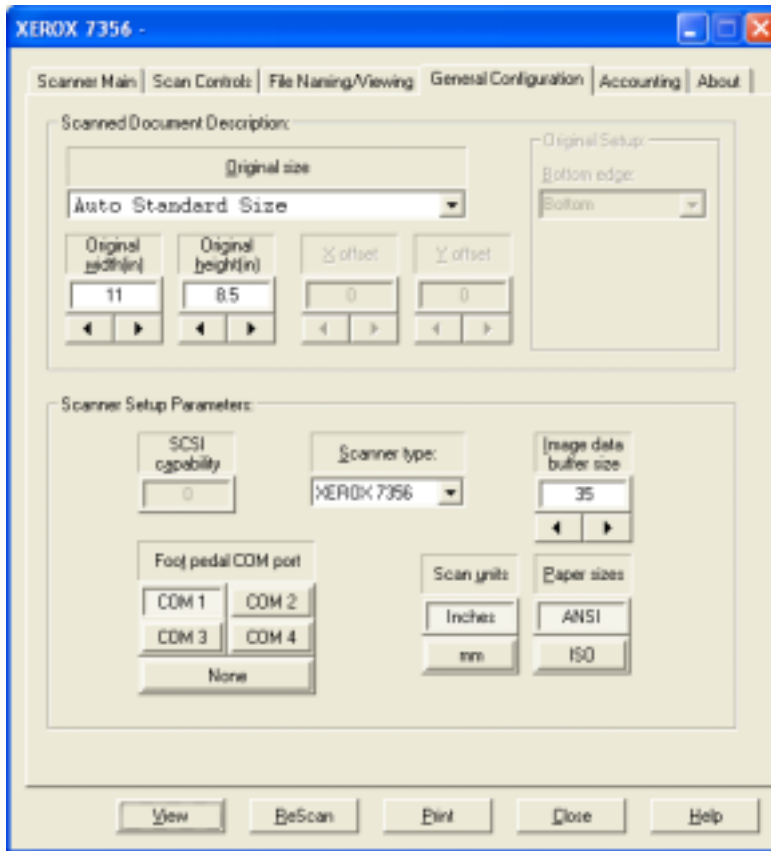 XEROX 7356 -
Scanner Main Scan Controls File Naming/Viewing General Configuration Accounting About
Scanned Document Description:
Original size
Auto Standard Size
Original Setup:
Bottom edge:
Bottom
Original width(in)
11
Original height(in)
8.5
X offset
0
Y offset
0
Scanner Setup Parameters:
SCSI capability
0
Scanner type:
XEROX 7356
Image data buffer size
35
Foot pedal COM port
COM 1 COM 2
COM 3 COM 4
None
Scan units
Inches
mm
Paper sizes
ANSI
ISO
View ReScan Print Close Help